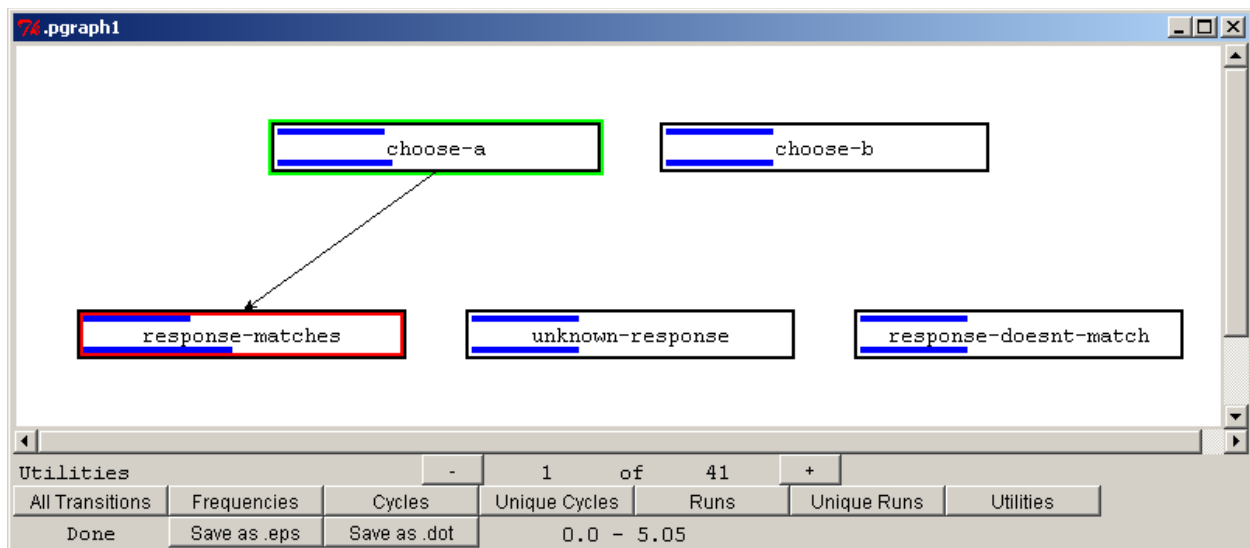 .pgraph1
choose-a choose-b
response-matches unknown-response response-doesnt-match
Utilities - 1 of 41 +
All Transitions Frequencies Cycles Unique Cycles Runs Unique Runs Utilities
Done Save as .eps Save as .dot 0.0 - 5.05